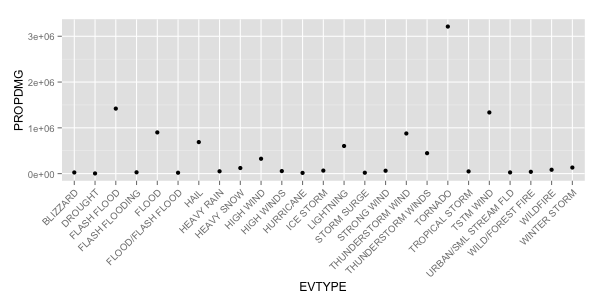 3e+06
2e+06
1e+06
0e+00
PROPDMG
BLIZZARD
DROUGHT
FLASH FLOOD
FLASH FLOODING
FLOOD
FLOOD/FLASH FLOOD
HAIL
HEAVY RAIN
HEAVY SNOW
HIGH WIND
HIGH WINDS
HURRICANE
ICE STORM
LIGHTNING
STORM SURGE
STRONG WIND
THUNDERSTORM WIND
THUNDERSTORM WINDS
TORNADO
TROPICAL STORM
TSTM WIND
URBAN/SML STREAM FLD
WILD/FOREST FIRE
WILDFIRE
WINTER STORM
EVTYPE